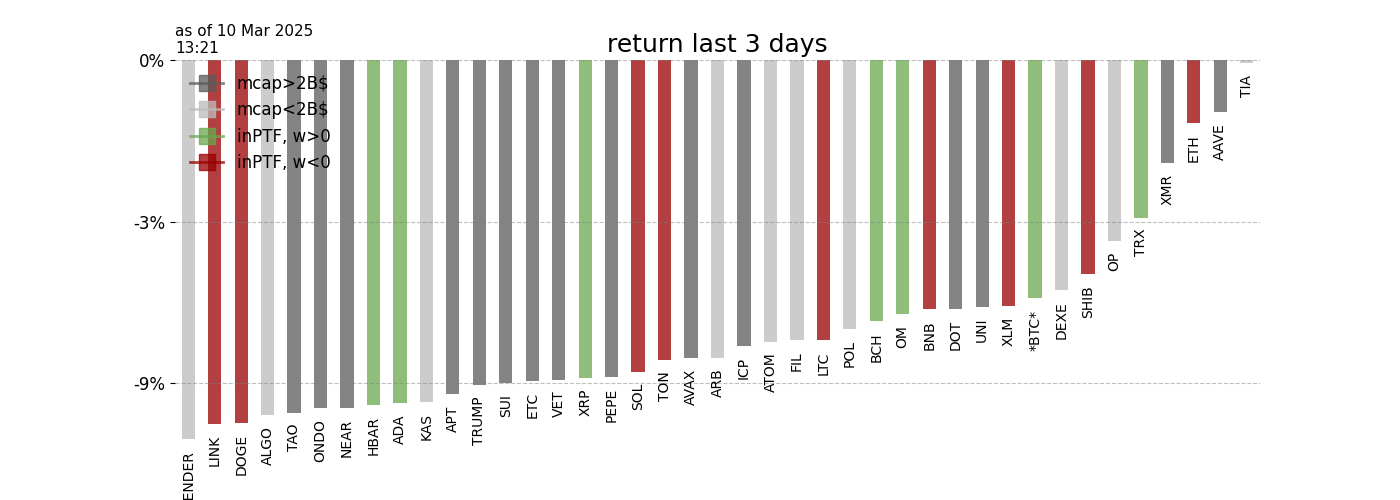 as of 10 Mar 2025
13:21
return last 3 days
0%
-3%
-9%
mcap>2B$
mcap<2B$
inPTF, w>0
inPTF, w<0
ENDER
LINK
DOGE
ALGO
TAO
ONDO
NEAR
HBAR
ADA
KAS
APT
TRUMP
SUI
ETC
VET
XRP
PEPE
SOL
TON
AVAX
ARB
ICP
ATOM
FIL
LTC
POL
BCH
OM
BNB
DOT
UNI
XLM
*BTC*
DEXE
SHIB
OP
TRX
XMR
ETH
AAVE
TIA